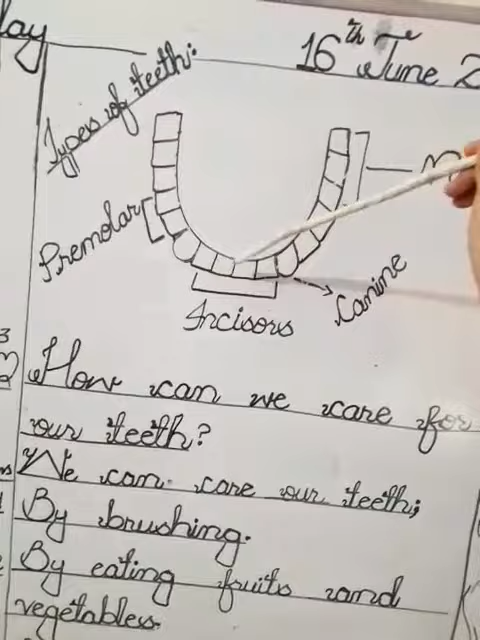 lay
16th June 2
Types of teeth:
Premolar
Canine
Incisors
How can we care for
our teeth?
We can care our teeth;
By brushing.
By eating fruits and
vegetables.